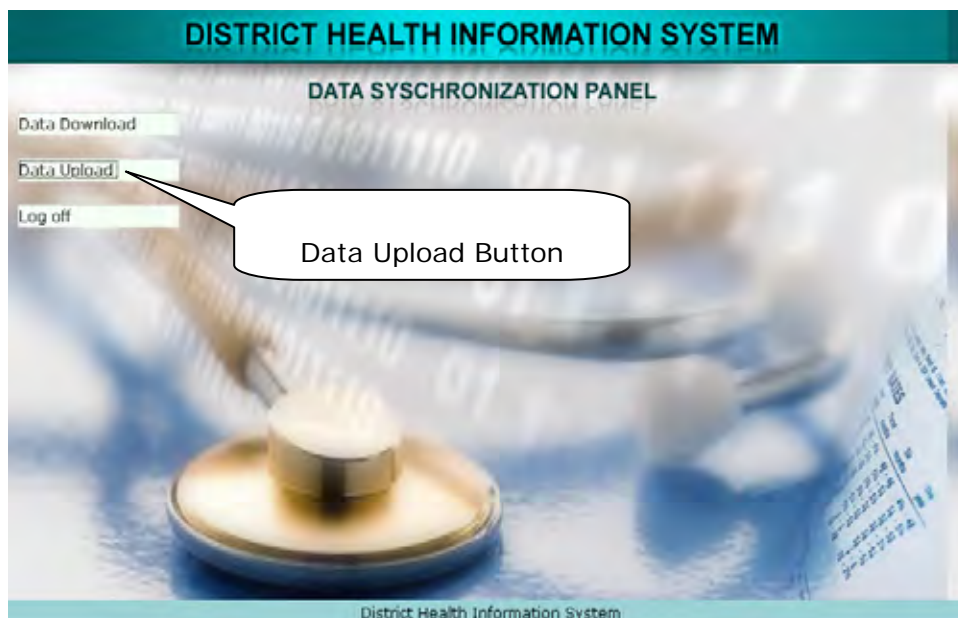 DISTRICT HEALTH INFORMATION SYSTEM
DATA SYSCHRONIZATION PANEL
Data Download
Data Upload
Log off
Data Upload Button
District Health Information System